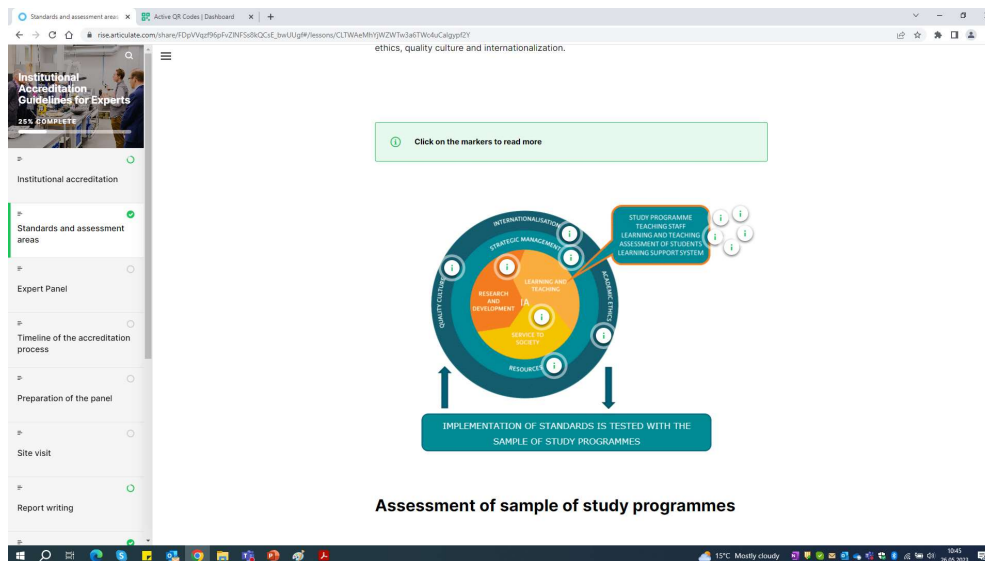 Standards and assessment areas
Active QR Codes | Dashboard
rise.articulate.com/share/
ethics, quality culture and internationalization.
Institutional
Accreditation
Guidelines for Experts
25% COMPLETE
Institutional accreditation
Standards and assessment
areas
Expert Panel
Timeline of the accreditation
process
Preparation of the panel
Site visit
Report writing
Click on the markers to read more
INTERNATIONALISATION
STRATEGIC MANAGEMENT
QUALITY CULTURE
ACADEMIC ETHICS
RESEARCH
AND
DEVELOPMENT
LEARNING AND
TEACHING
IA
SERVICE TO
SOCIETY
RESOURCES
STUDY PROGRAMME
TEACHING STAFF
LEARNING AND TEACHING
ASSESSMENT OF STUDENTS
LEARNING SUPPORT SYSTEM
IMPLEMENTATION OF STANDARDS IS TESTED WITH THE
SAMPLE OF STUDY PROGRAMMES
Assessment of sample of study programmes
15°C Mostly cloudy
10:45
26.05.2023